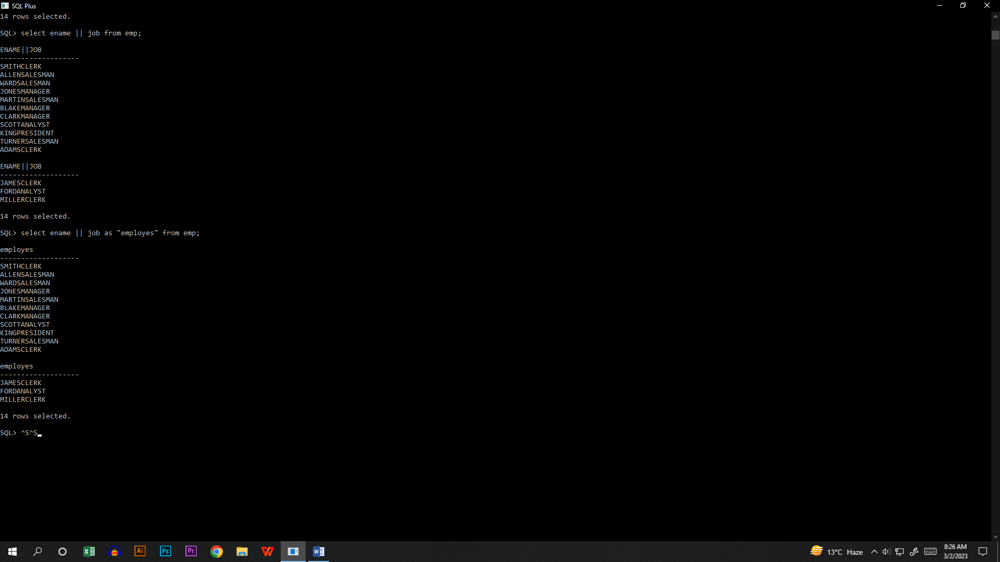 SQL Plus
14 rows selected.
SQL> select ename || job from emp;
ENAME||JOB
-------------------
SMITHCLERK
ALLENSALESMAN
WARDSALESMAN
JONESMANAGER
MARTINSALESMAN
BLAKEMANAGER
CLARKMANAGER
SCOTTANALYST
KINGPRESIDENT
TURNERSALESMAN
ADAMSCLERK
ENAME||JOB
-------------------
JAMESCLERK
FORDANALYST
MILLERCLERK
14 rows selected.
SQL> select ename || job as "employes" from emp;
employes
-------------------
SMITHCLERK
ALLENSALESMAN
WARDSALESMAN
JONESMANAGER
MARTINSALESMAN
BLAKEMANAGER
CLARKMANAGER
SCOTTANALYST
KINGPRESIDENT
TURNERSALESMAN
ADAMSCLERK
employes
-------------------
JAMESCLERK
FORDANALYST
MILLERCLERK
14 rows selected.
SQL> ^S^S
Ai Ps Pr
13°C Haze
8:26 AM
3/2/2023